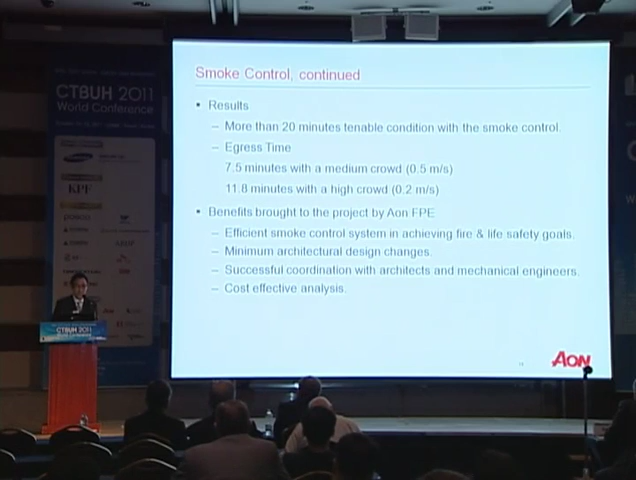 CTBUH 2011
World Conference
KPF
CTBUH 2011
World Conference
Smoke Control, continued
• Results
– More than 20 minutes tenable condition with the smoke control.
– Egress Time
7.5 minutes with a medium crowd (0.5 m/s)
11.8 minutes with a high crowd (0.2 m/s)
• Benefits brought to the project by Aon FPE
– Efficient smoke control system in achieving fire & life safety goals.
– Minimum architectural design changes.
– Successful coordination with architects and mechanical engineers.
– Cost effective analysis.
AON